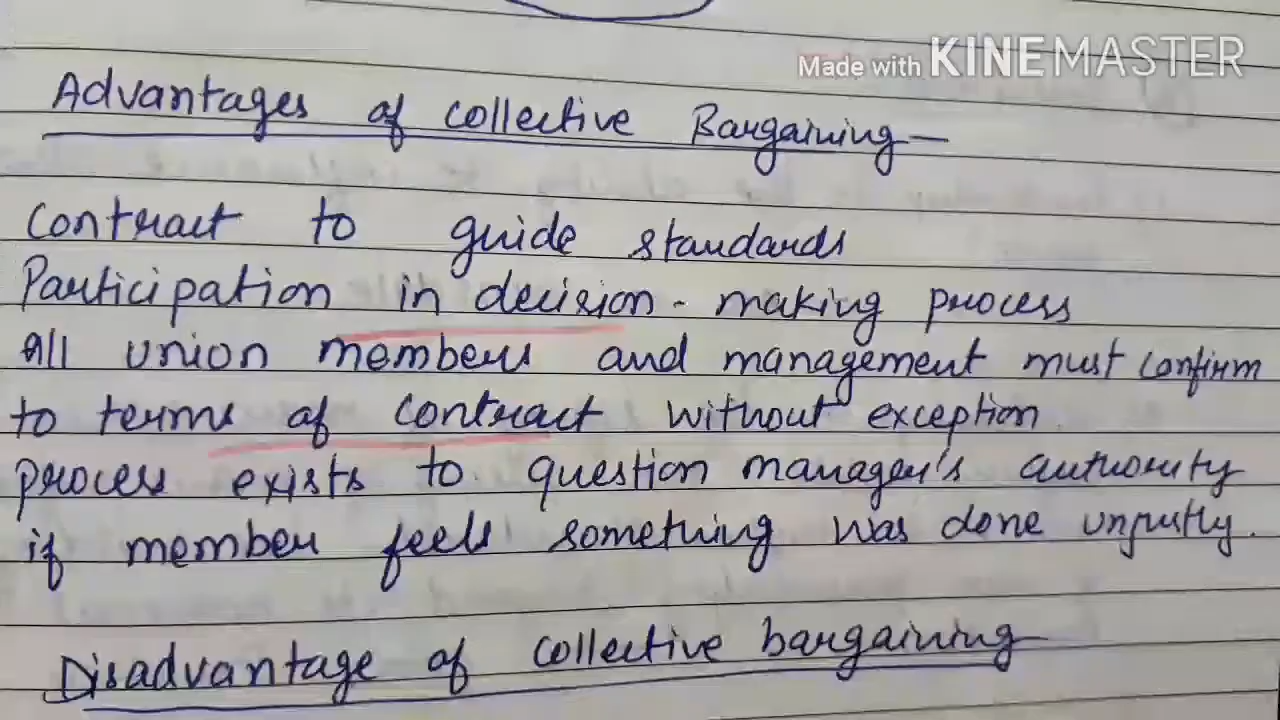 Made with KINEMASTER
Advantages of collective Bargaining—
Contract to guide standards
Participation in decision-making process
All union members and management must confirm
to terms of contract without exception
process exists to question manager's authority
if member feels something was done unjustly.
Disadvantage of collective bargaining